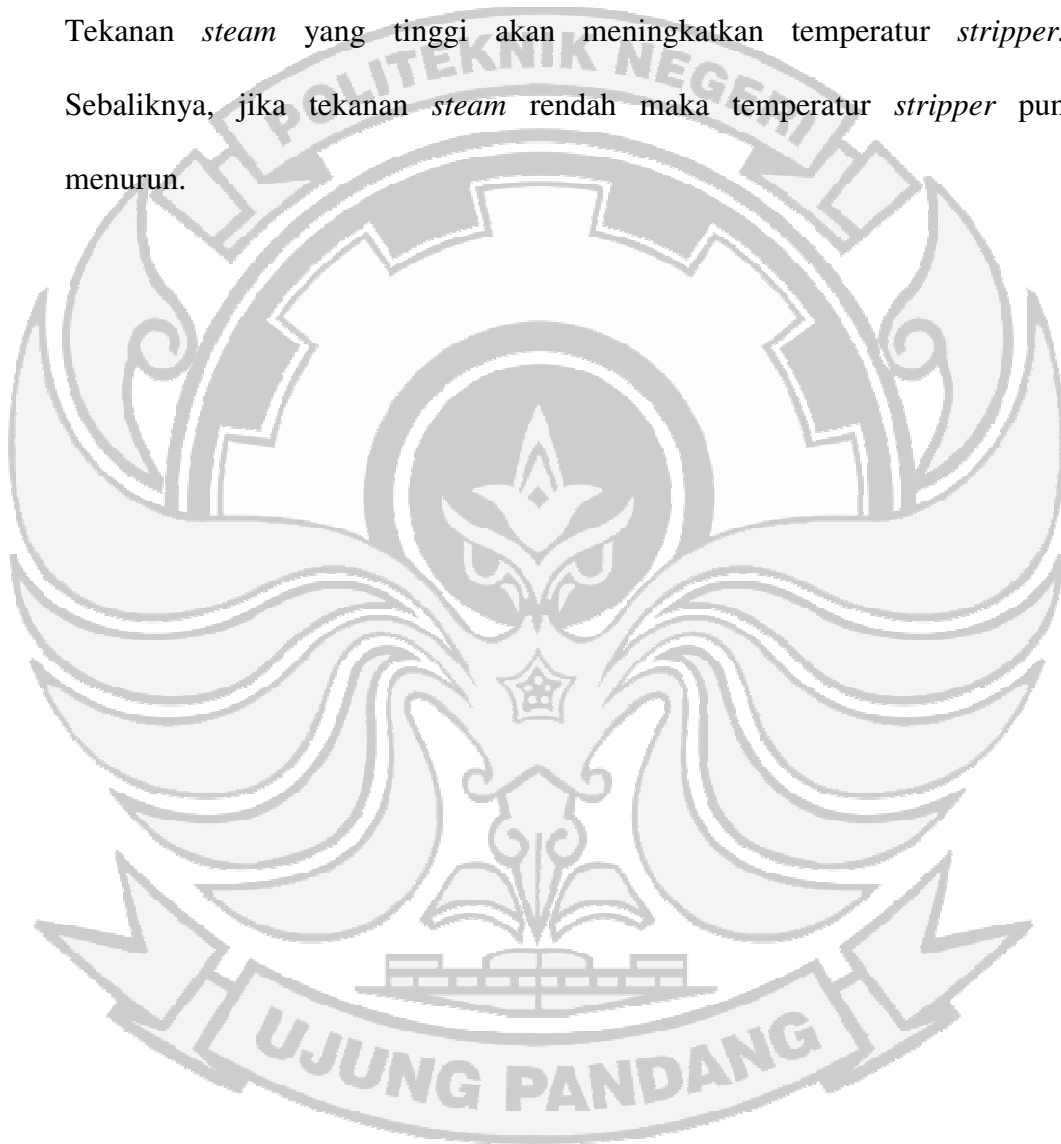 Tekanan steam yang tinggi akan meningkatkan temperatur stripper.
Sebaliknya, jika tekanan steam rendah maka temperatur stripper pun
menurun.
POLITEKNIK NEGERI
UJUNG PANDANG